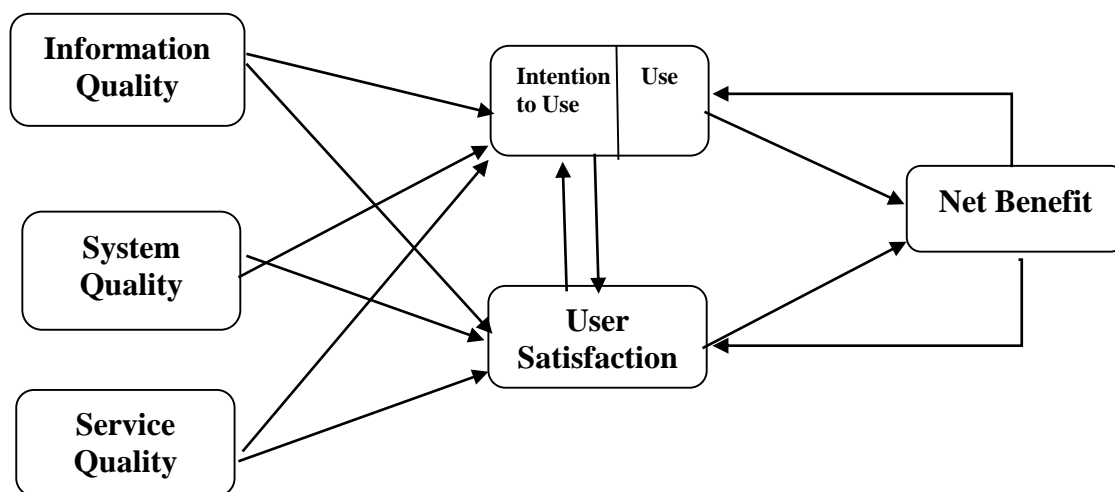 Information
Quality
Intention
to Use
Use
Net Benefit
System
Quality
User
Satisfaction
Service
Quality